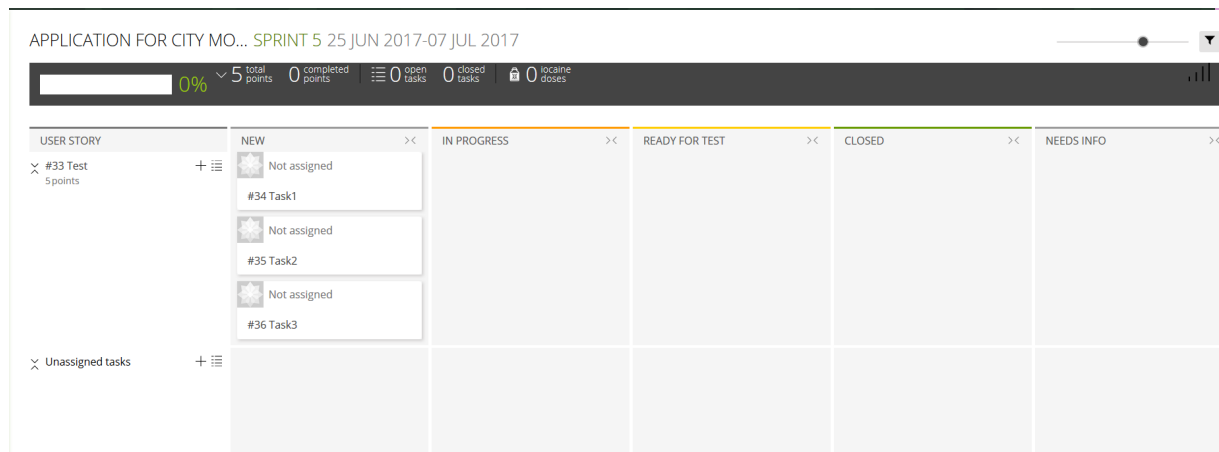 APPLICATION FOR CITY MO... SPRINT 5 25 JUN 2017-07 JUL 2017
0% 5 total points 0 completed points 0 open tasks 0 closed tasks 0 iocaine doses
USER STORY NEW IN PROGRESS READY FOR TEST CLOSED NEEDS INFO
#33 Test
5 points
Not assigned
#34 Task1
Not assigned
#35 Task2
Not assigned
#36 Task3
Unassigned tasks